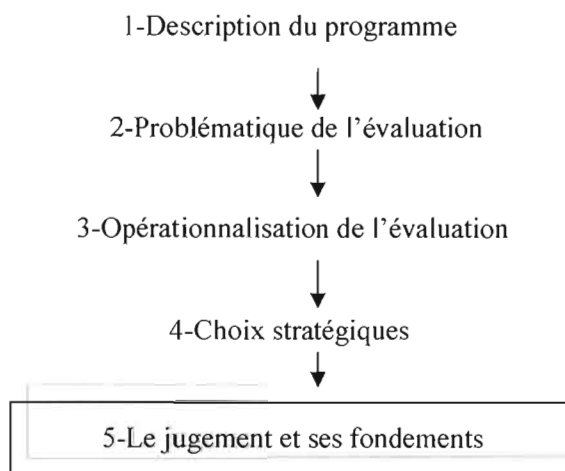 1-Description du programme
2-Problématique de l'évaluation
3-Opérationnalisation de l'évaluation
4-Choix stratégiques
5-Le jugement et ses fondements